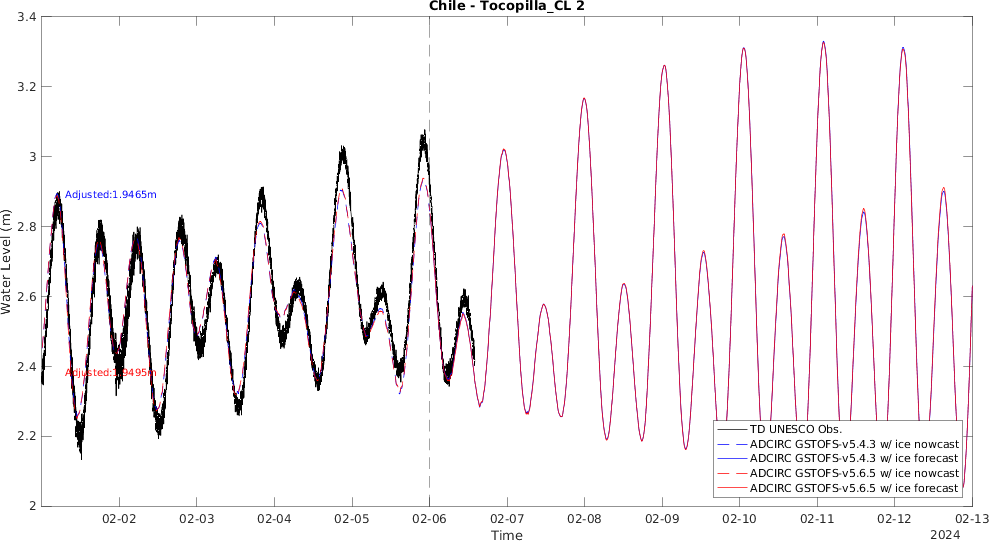 Chile - Tocopilla_CL 2
3.4
3.2
3
2.8
2.6
2.4
2.2
2
Water Level (m)
Adjusted:1.9465m
Adjusted:1.9495m
TD UNESCO Obs.
ADCIRC GSTOFS-v5.4.3 w/ ice nowcast
ADCIRC GSTOFS-v5.4.3 w/ ice forecast
ADCIRC GSTOFS-v5.6.5 w/ ice nowcast
ADCIRC GSTOFS-v5.6.5 w/ ice forecast
02-02 02-03 02-04 02-05 02-06 02-07 02-08 02-09 02-10 02-11 02-12 02-13
Time
2024